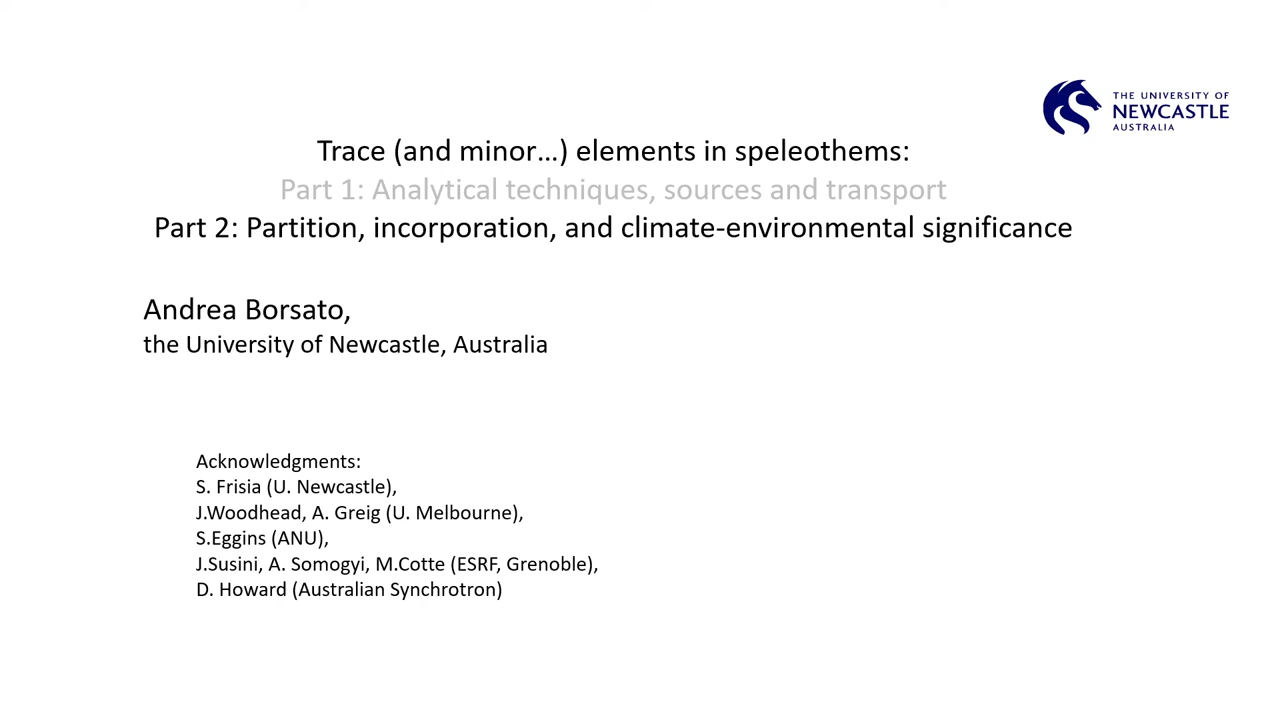 THE UNIVERSITY OF
NEWCASTLE
AUSTRALIA
Trace (and minor…) elements in speleothems:
Part 1: Analytical techniques, sources and transport
Part 2: Partition, incorporation, and climate-environmental significance
Andrea Borsato,
the University of Newcastle, Australia
Acknowledgments:
S. Frisia (U. Newcastle),
J.Woodhead, A. Greig (U. Melbourne),
S.Eggins (ANU),
J.Susini, A. Somogyi, M.Cotte (ESRF, Grenoble),
D. Howard (Australian Synchrotron)